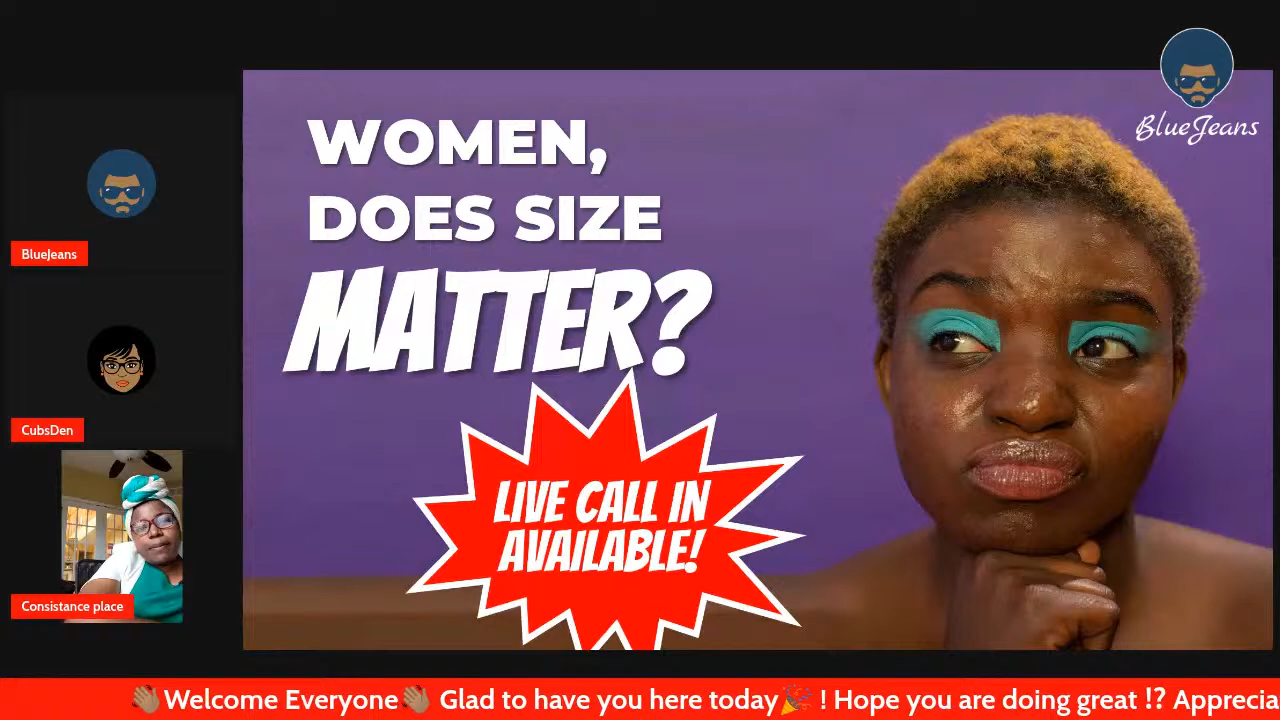 BlueJeans
WOMEN,
DOES SIZE
MATTER?
BlueJeans
LIVE CALL IN
AVAILABLE!
CubsDen
Consistance place
👋🏽Welcome Everyone👋🏽 Glad to have you here today🎉 ! Hope you are doing great ⁉ Apprecia